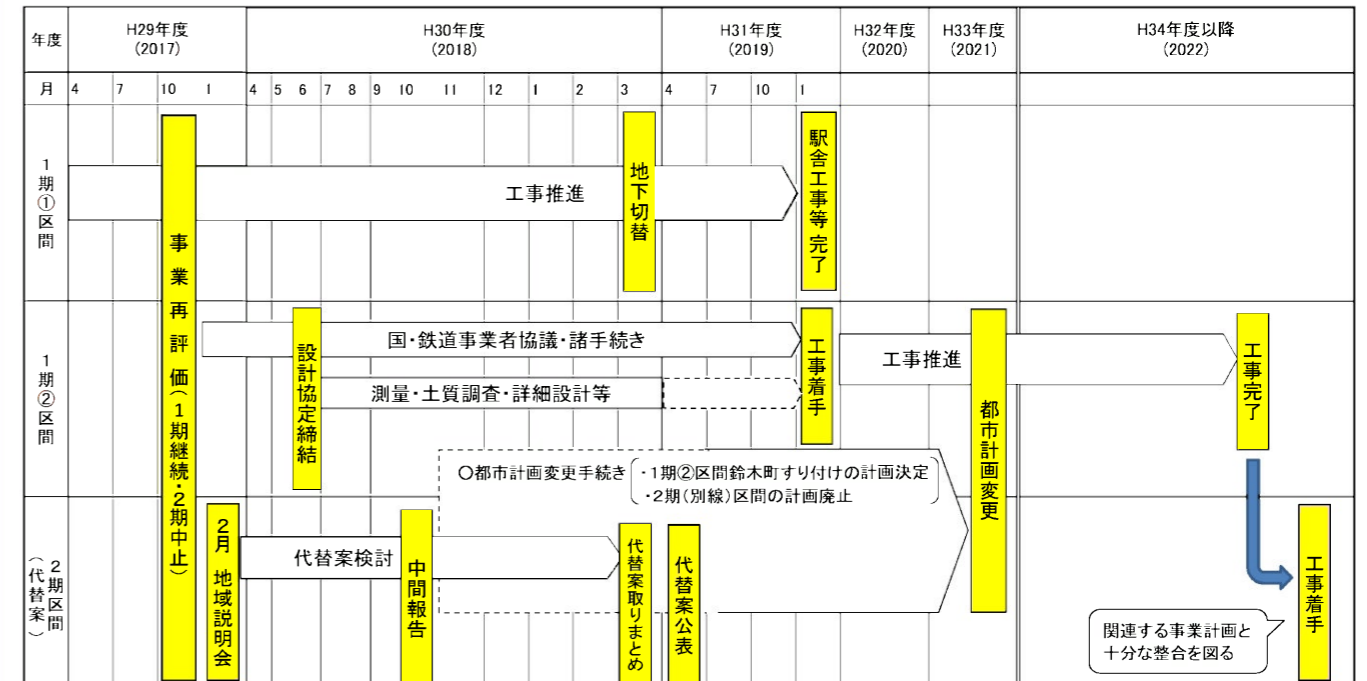 年度
H29年度
(2017)
H30年度
(2018)
H31年度
(2019)
H32年度
(2020)
H33年度
(2021)
H34年度以降
(2022)
月 4 7 10 1 4 5 6 7 8 9 10 11 12 1 2 3 4 7 10 1
1期①区間
事業再評価(1期継続・2期中止)
工事推進
地下切替
駅舎工事等完了
1期②区間
設計協定締結
国・鉄道事業者協議・諸手続き
測量・土質調査・詳細設計等
工事着手
工事推進
都市計画変更
工事完了
〇都市計画変更手続き
・1期②区間鈴木町すり付けの計画決定
・2期(別線)区間の計画廃止
2期区間
(代替案)
2月 地域説明会
代替案検討
中間報告
代替案取りまとめ
代替案公表
工事着手
関連する事業計画と
十分な整合を図る